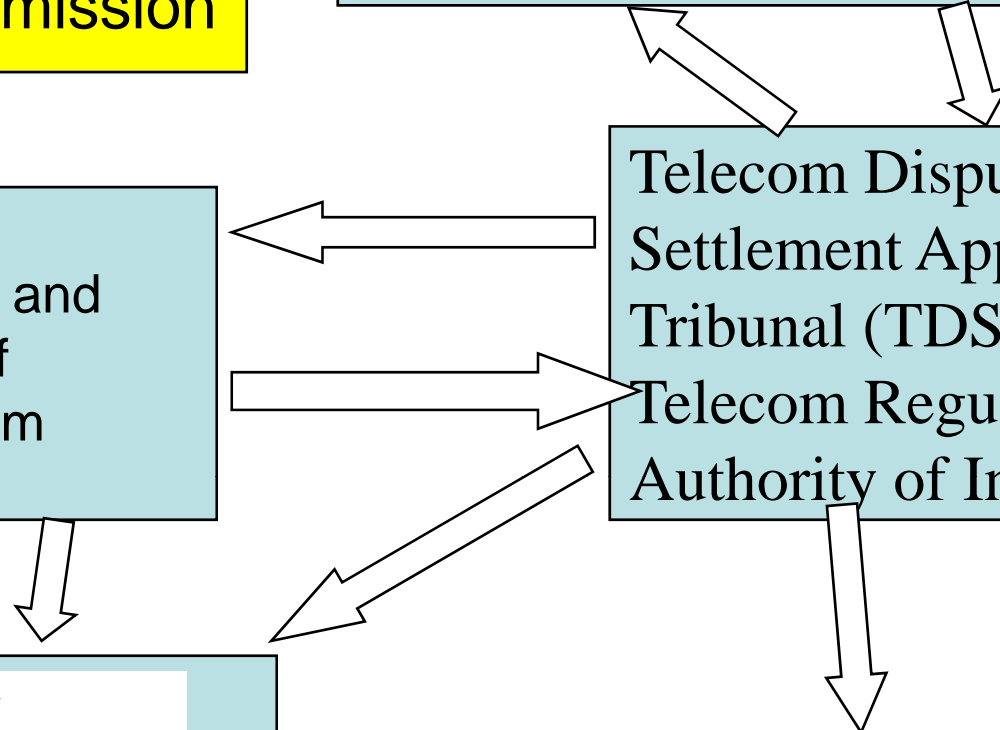 mission
and
f
m
Telecom Dispu
Settlement App
Tribunal (TDS
Telecom Regu
Authority of In